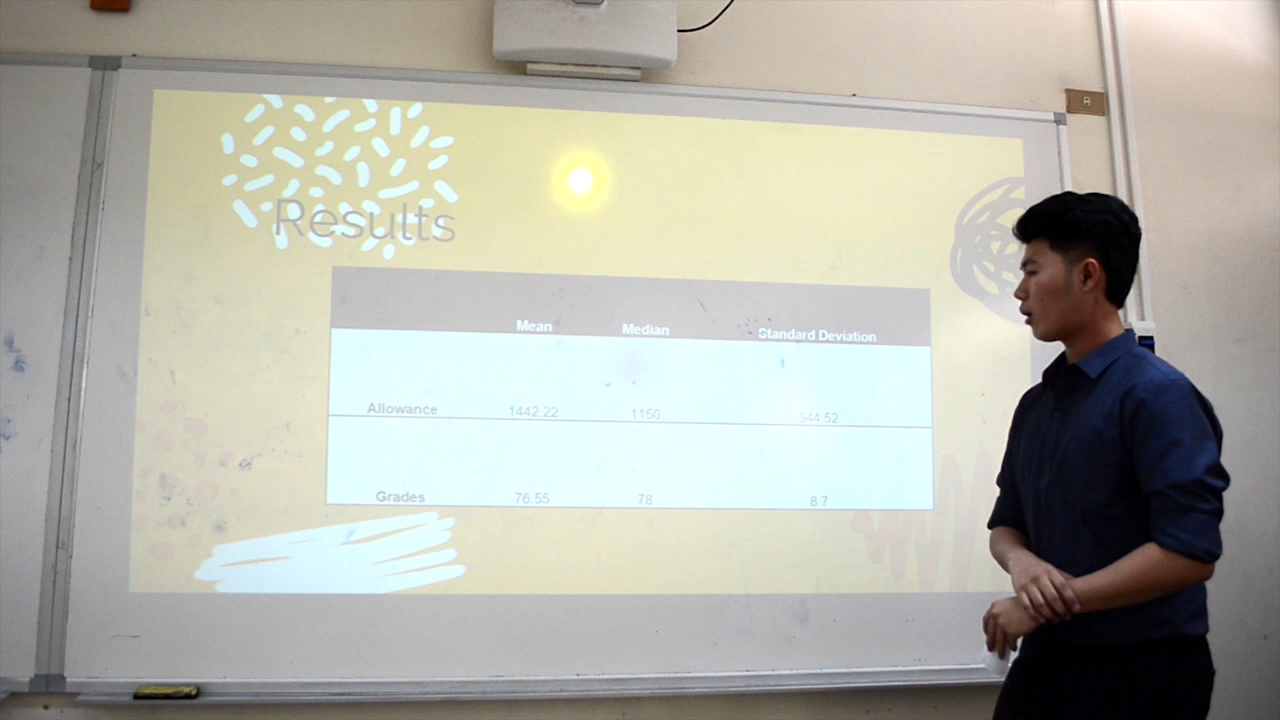 Results
Mean Median Standard Deviation
Allowance 1442.22 1150 944.52
Grades 76.55 78 8.7